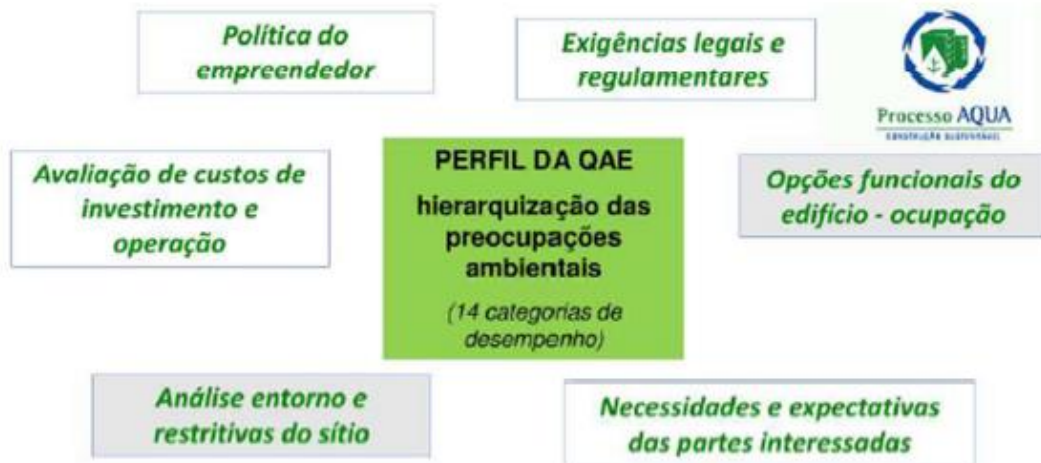 Política do
empreendedor
Exigências legais e
regulamentares
Processo AQUA
CONSTRUÇÃO SUSTENTÁVEL
Avaliação de custos de
investimento e
operação
PERFIL DA QAE
hierarquização das
preocupações
ambientais
(14 categorias de
desempenho)
Opções funcionais do
edifício - ocupação
Análise entorno e
restritivas do sítio
Necessidades e expectativas
das partes interessadas